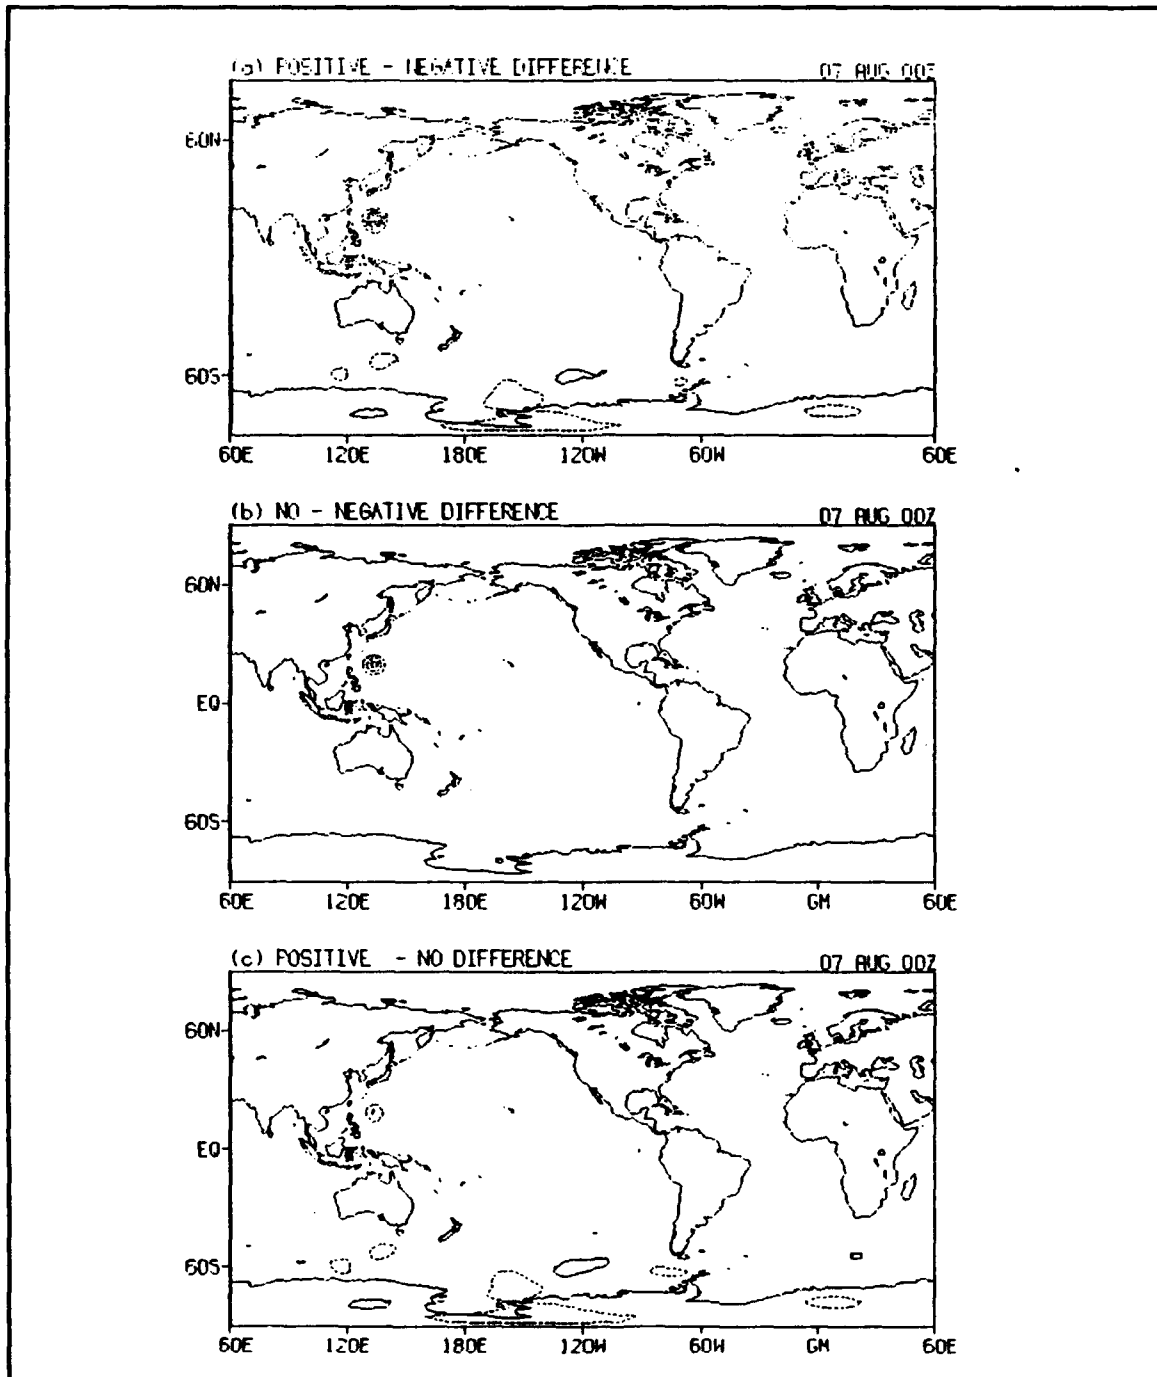 (a) POSITIVE - NEGATIVE DIFFERENCE 07 AUG 00Z
60N
60S
60E 120E 180E 120W 60W 60E
(b) NO - NEGATIVE DIFFERENCE 07 AUG 00Z
60N
EQ
60S
60E 120E 180E 120W 60W GM 60E
(c) POSITIVE - NO DIFFERENCE 07 AUG 00Z
60N
EQ
60S
60E 120E 180E 120W 60W GM 60E